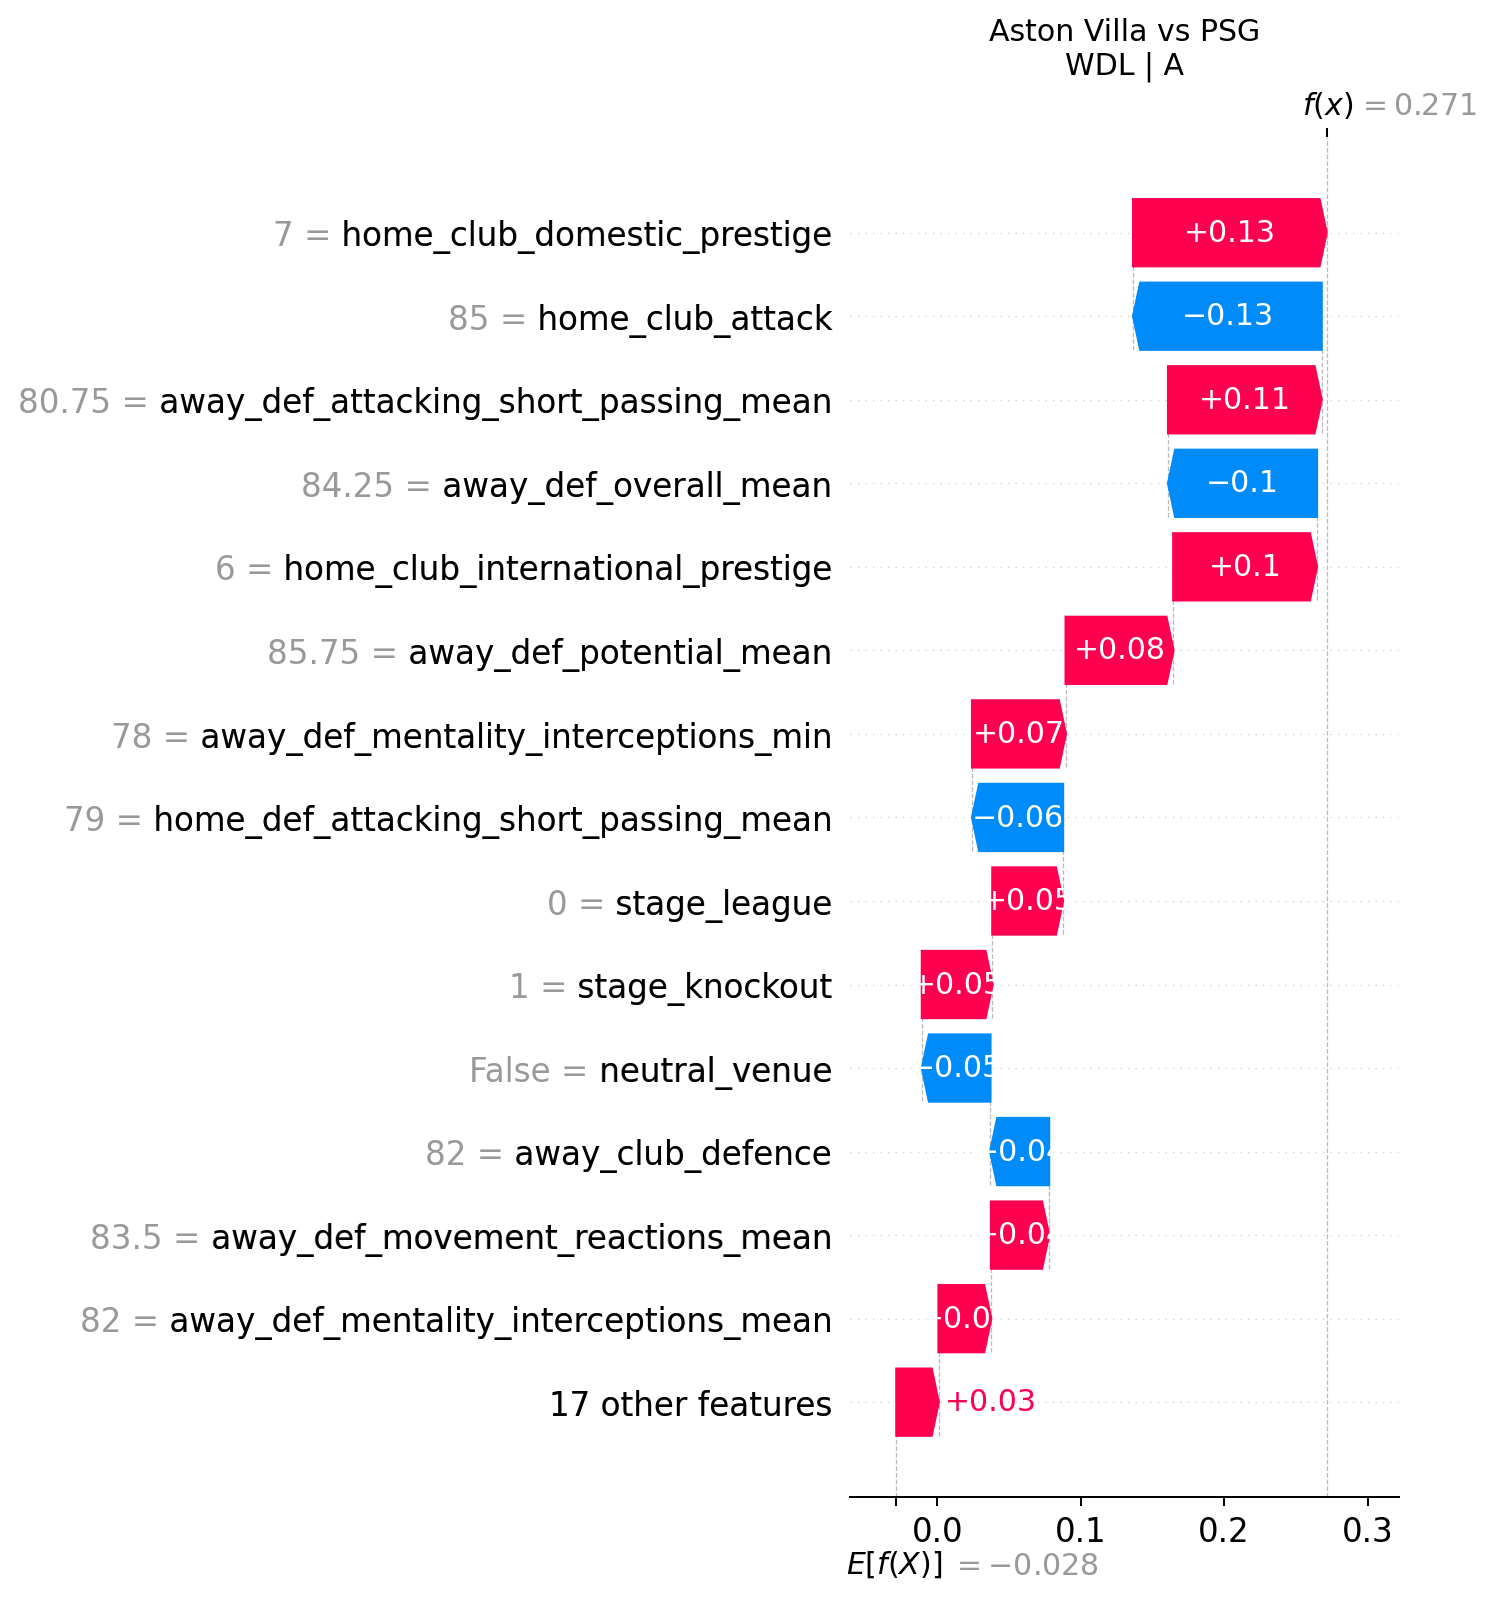 Aston Villa vs PSG
WDL | A
f(x) = 0.271
7 = home_club_domestic_prestige
+0.13
85 = home_club_attack
−0.13
80.75 = away_def_attacking_short_passing_mean
+0.11
84.25 = away_def_overall_mean
−0.1
6 = home_club_international_prestige
+0.1
85.75 = away_def_potential_mean
+0.08
78 = away_def_mentality_interceptions_min
+0.07
79 = home_def_attacking_short_passing_mean
−0.06
0 = stage_league
+0.05
1 = stage_knockout
+0.05
False = neutral_venue
−0.05
82 = away_club_defence
83.5 = away_def_movement_reactions_mean
82 = away_def_mentality_interceptions_mean
17 other features
+0.03
0.0 0.1 0.2 0.3
E[f(X)] = −0.028